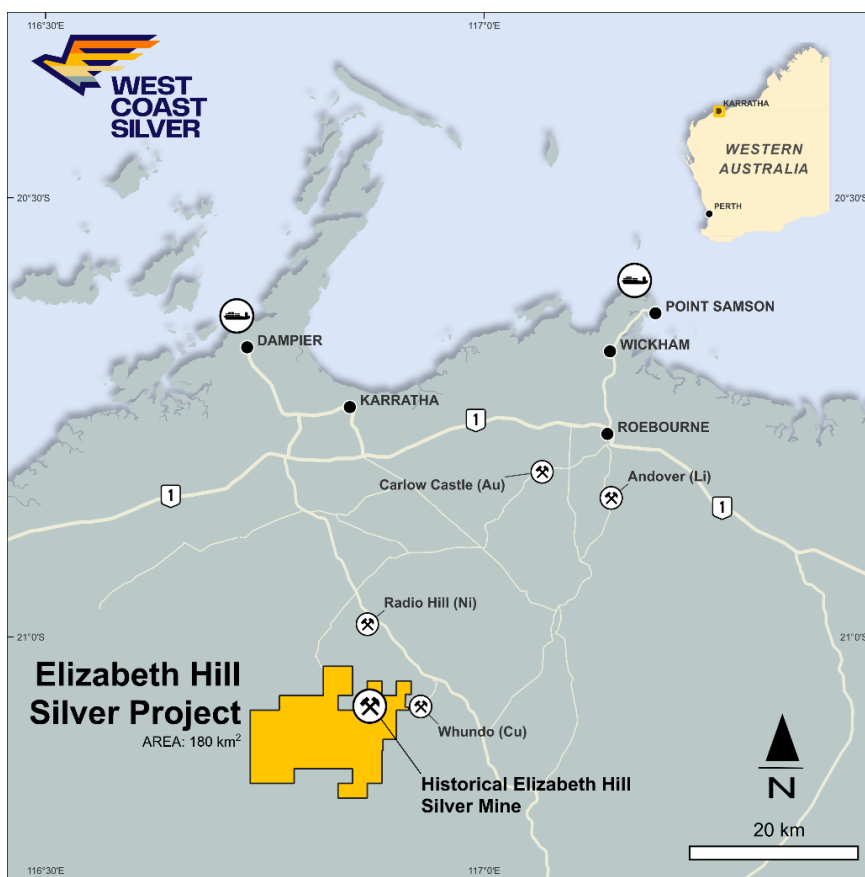 116°30'E
117°0'E
WEST
COAST
SILVER
KARRATHA
WESTERN
AUSTRALIA
PERTH
20°30'S
20°30'S
POINT SAMSON
DAMPIER
WICKHAM
KARRATHA
1
ROEBOURNE
Carlow Castle (Au)
Andover (Li)
1
1
Radio Hill (Ni)
21°0'S
21°0'S
Elizabeth Hill
Silver Project
AREA: 180 km²
Whundo (Cu)
Historical Elizabeth Hill
Silver Mine
N
20 km
116°30'E
117°0'E